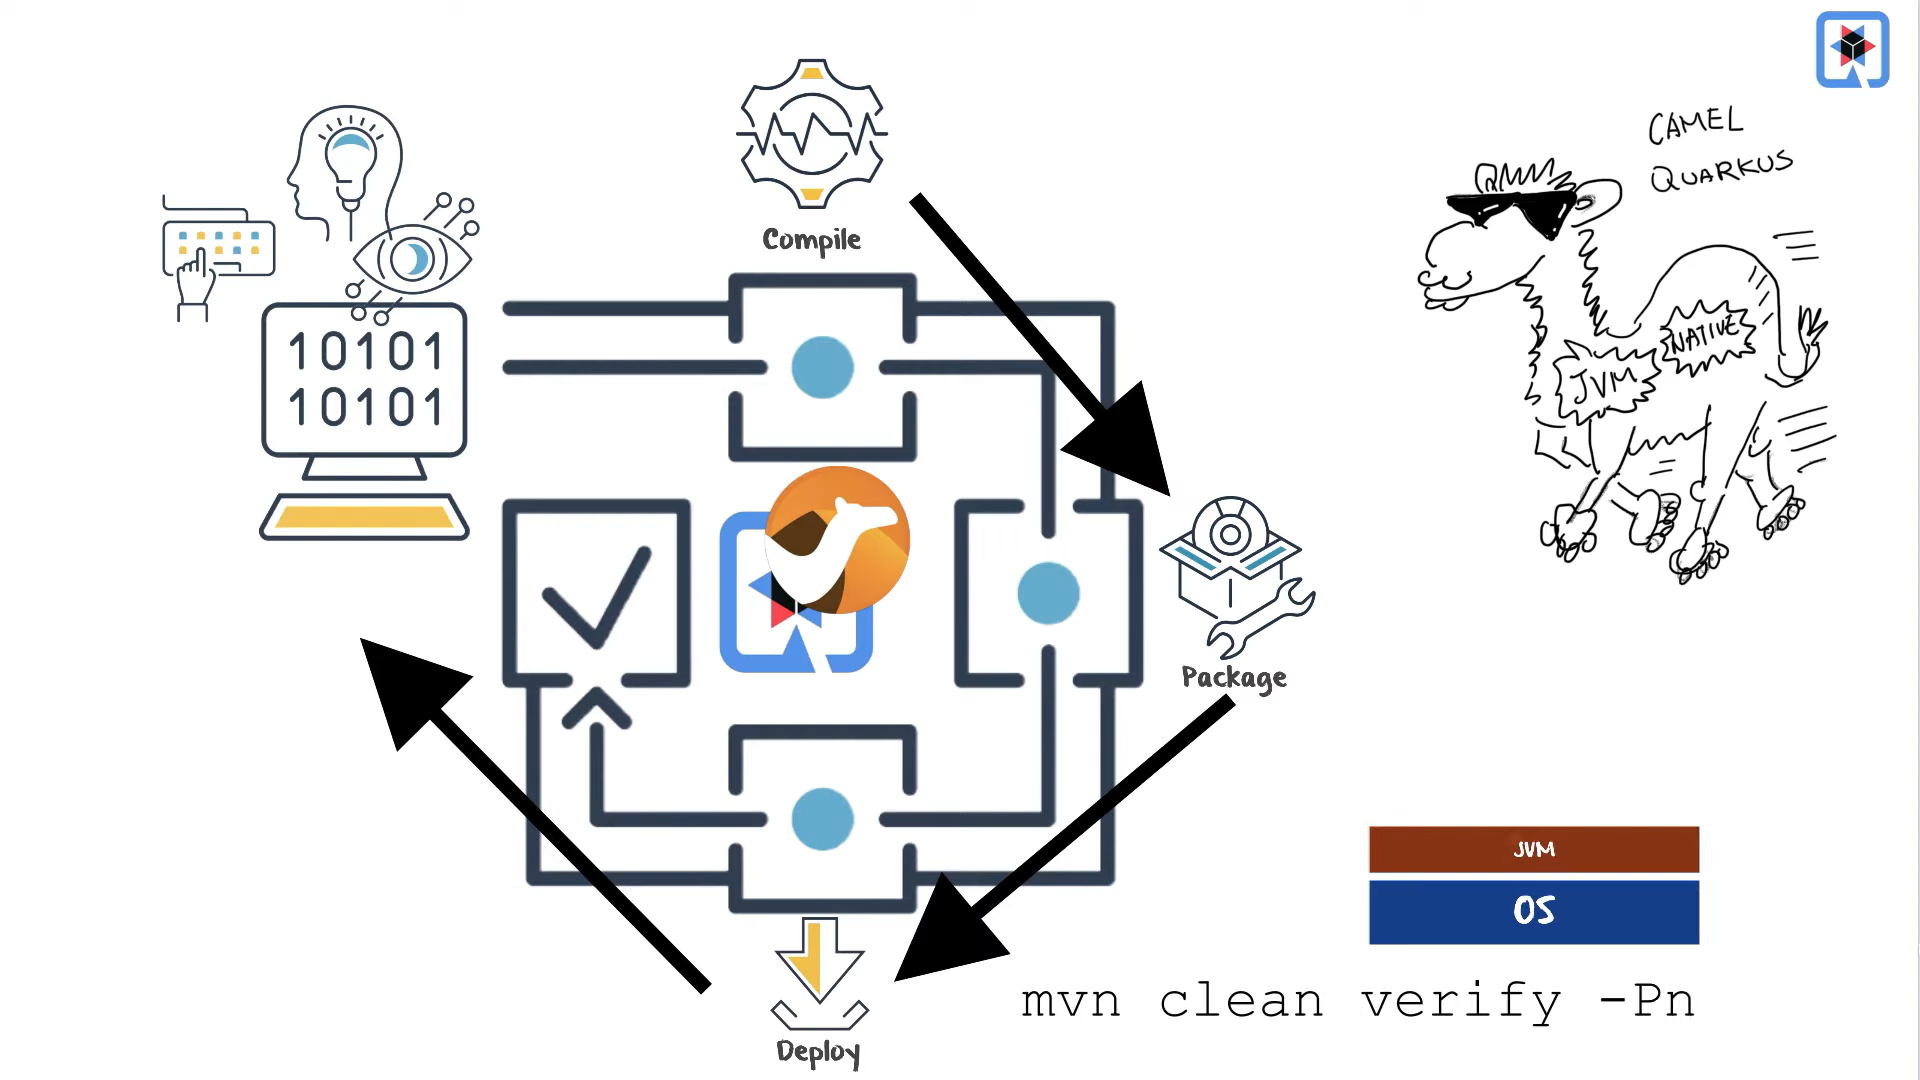 Compile
CAMEL
QUARKUS
10101
10101
NATIVE
JVM
Package
JVM
OS
mvn clean verify -Pn
Deploy